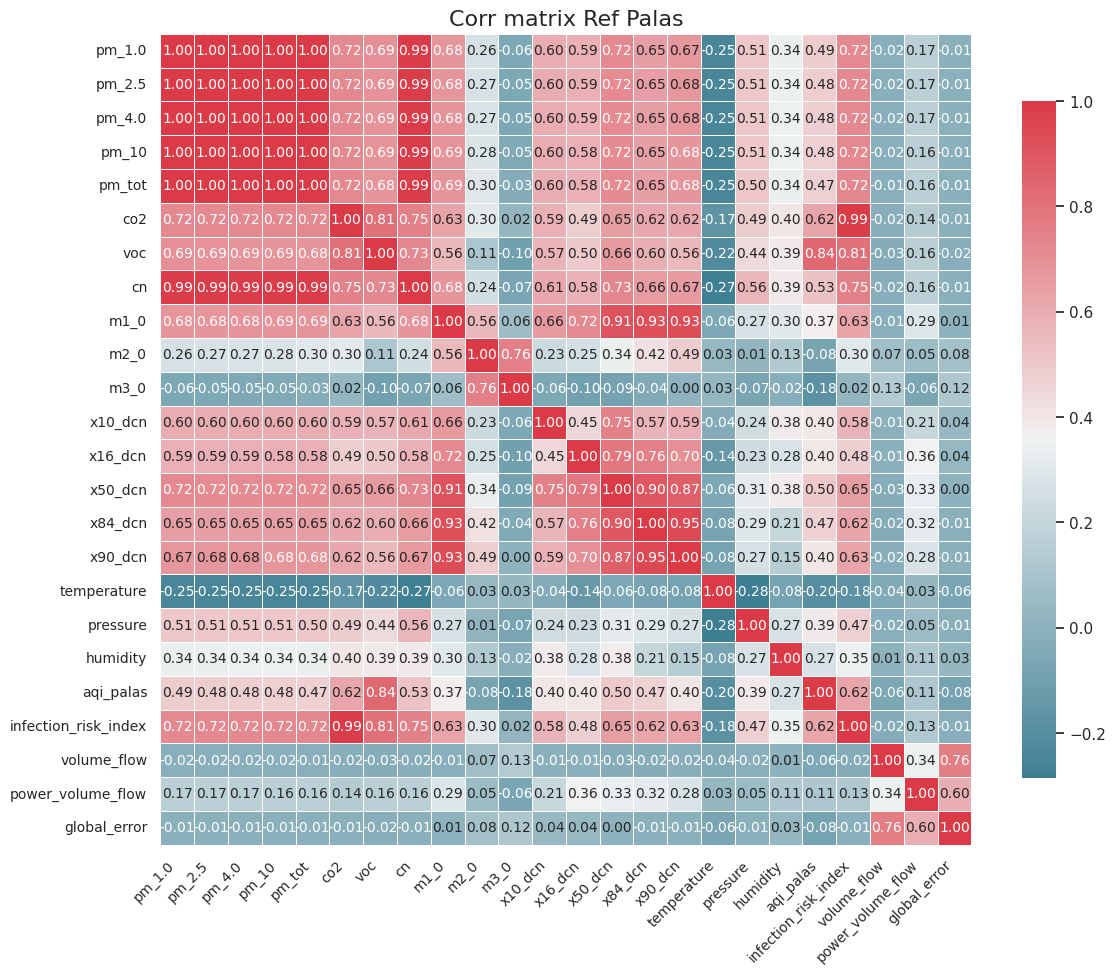 Corr matrix Ref Palas
pm_1.0 1.00 1.00 1.00 1.00 1.00 0.72 0.69 0.99 0.68 0.26 -0.06 0.60 0.59 0.72 0.65 0.67 -0.25 0.51 0.34 0.49 0.72 -0.02 0.17 -0.01
pm_2.5 1.00 1.00 1.00 1.00 1.00 0.72 0.69 0.99 0.68 0.27 -0.05 0.60 0.59 0.72 0.66 0.68 -0.25 0.51 0.34 0.48 0.72 -0.02 0.17 -0.01
pm_4.0 1.00 1.00 1.00 1.00 1.00 0.72 0.69 0.99 0.68 0.27 -0.05 0.60 0.59 0.72 0.65 0.68 -0.25 0.51 0.34 0.48 0.72 -0.02 0.17 -0.01
pm_10 1.00 1.00 1.00 1.00 1.00 0.72 0.69 0.99 0.69 0.28 -0.05 0.60 0.58 0.72 0.65 0.68 -0.25 0.51 0.34 0.48 0.72 -0.02 0.16 -0.01
pm_tot 1.00 1.00 1.00 1.00 1.00 0.72 0.68 0.99 0.69 0.30 -0.03 0.60 0.58 0.72 0.65 0.68 -0.25 0.50 0.34 0.47 0.72 -0.01 0.16 -0.01
co2 0.72 0.72 0.72 0.72 0.72 1.00 0.81 0.75 0.63 0.30 0.02 0.59 0.49 0.65 0.62 0.62 -0.17 0.49 0.40 0.62 0.99 -0.02 0.14 -0.01
voc 0.69 0.69 0.69 0.69 0.68 0.81 1.00 0.73 0.56 0.11 -0.10 0.57 0.50 0.66 0.60 0.56 -0.22 0.44 0.39 0.84 0.81 -0.03 0.16 -0.02
cn 0.99 0.99 0.99 0.99 0.99 0.75 0.73 1.00 0.68 0.24 -0.07 0.61 0.58 0.73 0.66 0.67 -0.27 0.56 0.39 0.53 0.75 -0.02 0.16 -0.01
m1_0 0.68 0.68 0.68 0.69 0.69 0.63 0.56 0.68 1.00 0.56 0.06 0.66 0.72 0.91 0.93 0.93 -0.06 0.27 0.30 0.37 0.63 -0.01 0.29 0.01
m2_0 0.26 0.27 0.27 0.28 0.30 0.30 0.11 0.24 0.56 1.00 0.76 0.23 0.25 0.34 0.42 0.49 0.03 0.01 0.13 -0.08 0.30 0.07 0.05 0.08
m3_0 -0.06 -0.05 -0.05 -0.05 -0.03 0.02 -0.10 -0.07 0.06 0.76 1.00 -0.06 -0.10 -0.09 -0.04 0.00 0.03 -0.07 -0.02 -0.18 0.02 0.13 -0.06 0.12
x10_dcn 0.60 0.60 0.60 0.60 0.60 0.59 0.57 0.61 0.66 0.23 -0.06 1.00 0.45 0.75 0.57 0.59 -0.04 0.24 0.38 0.40 0.58 -0.01 0.21 0.04
x16_dcn 0.59 0.59 0.59 0.58 0.58 0.49 0.50 0.58 0.72 0.25 -0.10 0.45 1.00 0.79 0.76 0.70 -0.14 0.23 0.28 0.40 0.48 -0.01 0.36 0.04
x50_dcn 0.72 0.72 0.72 0.72 0.72 0.65 0.66 0.73 0.91 0.34 -0.09 0.75 0.79 1.00 0.90 0.87 -0.06 0.31 0.38 0.50 0.65 -0.03 0.33 0.00
x84_dcn 0.65 0.65 0.65 0.65 0.65 0.62 0.60 0.66 0.93 0.42 -0.04 0.57 0.76 0.90 1.00 0.95 -0.08 0.29 0.21 0.47 0.62 -0.02 0.32 -0.01
x90_dcn 0.67 0.68 0.68 0.68 0.68 0.62 0.56 0.67 0.93 0.49 0.00 0.59 0.70 0.87 0.95 1.00 -0.08 0.27 0.15 0.40 0.63 -0.02 0.28 -0.01
temperature -0.25 -0.25 -0.25 -0.25 -0.25 -0.17 -0.22 -0.27 -0.06 0.03 0.03 -0.04 -0.14 -0.06 -0.08 -0.08 1.00 -0.28 -0.08 -0.20 -0.18 -0.04 0.03 -0.06
pressure 0.51 0.51 0.51 0.51 0.50 0.49 0.44 0.56 0.27 0.01 -0.07 0.24 0.23 0.31 0.29 0.27 -0.28 1.00 0.27 0.39 0.47 -0.02 0.05 -0.01
humidity 0.34 0.34 0.34 0.34 0.34 0.40 0.39 0.39 0.30 0.13 -0.02 0.38 0.28 0.38 0.21 0.15 -0.08 0.27 1.00 0.27 0.35 0.01 0.11 0.03
aqi_palas 0.49 0.48 0.48 0.48 0.47 0.62 0.84 0.53 0.37 -0.08 -0.18 0.40 0.40 0.50 0.47 0.40 -0.20 0.39 0.27 1.00 0.62 -0.06 0.11 -0.08
infection_risk_index 0.72 0.72 0.72 0.72 0.72 0.99 0.81 0.75 0.63 0.30 0.02 0.58 0.48 0.65 0.62 0.63 -0.18 0.47 0.35 0.62 1.00 -0.02 0.13 -0.01
volume_flow -0.02 -0.02 -0.02 -0.02 -0.01 -0.02 -0.03 -0.02 -0.01 0.07 0.13 -0.01 -0.01 -0.03 -0.02 -0.02 -0.04 -0.02 0.01 -0.06 -0.02 1.00 0.34 0.76
power_volume_flow 0.17 0.17 0.17 0.16 0.16 0.14 0.16 0.16 0.29 0.05 -0.06 0.21 0.36 0.33 0.32 0.28 0.03 0.05 0.11 0.11 0.13 0.34 1.00 0.60
global_error -0.01 -0.01 -0.01 -0.01 -0.01 -0.01 -0.02 -0.01 0.01 0.08 0.12 0.04 0.04 0.00 -0.01 -0.01 -0.06 -0.01 0.03 -0.08 -0.01 0.76 0.60 1.00
pm_1.0 pm_2.5 pm_4.0 pm_10 pm_tot co2 voc cn m1_0 m2_0 m3_0 x10_dcn x16_dcn x50_dcn x84_dcn x90_dcn temperature pressure humidity aqi_palas infection_risk_index volume_flow power_volume_flow global_error
1.0
0.8
0.6
0.4
0.2
0.0
−0.2